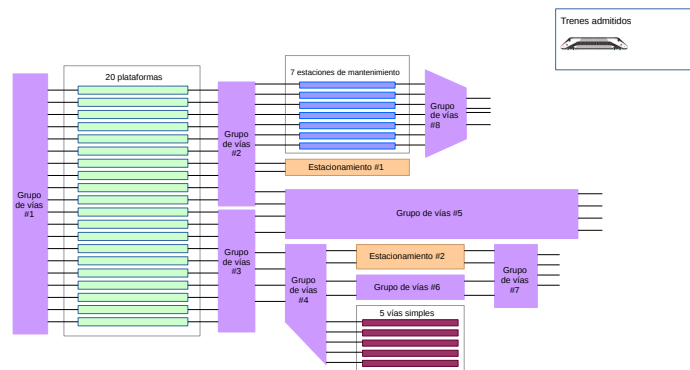 Trenes admitidos
20 plataformas
7 estaciones de mantenimiento
Grupo
de vías
#8
Grupo
de vías
#2
Estacionamiento #1
Grupo
de vías
#1
Grupo de vías #5
Grupo
de vías
#3
Estacionamiento #2
Grupo
de vías
#4
Grupo de vías #6
Grupo
de vías
#7
5 vías simples